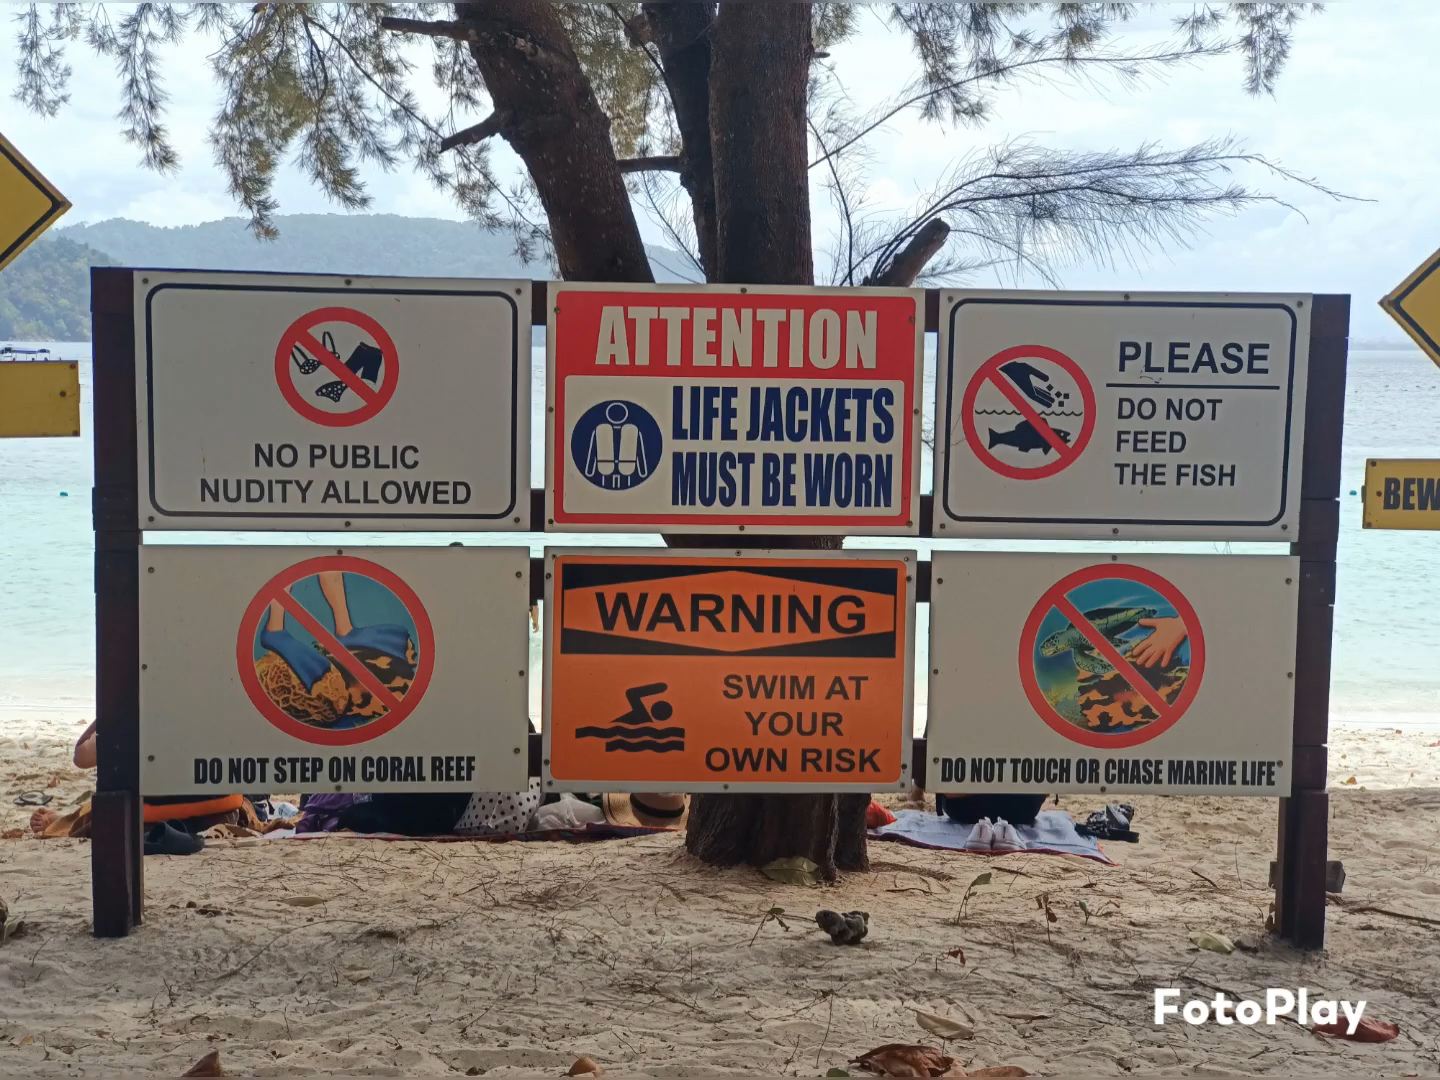 NO PUBLIC
NUDITY ALLOWED
ATTENTION
LIFE JACKETS
MUST BE WORN
PLEASE
DO NOT
FEED
THE FISH
DO NOT STEP ON CORAL REEF
WARNING
SWIM AT
YOUR
OWN RISK
DO NOT TOUCH OR CHASE MARINE LIFE
BEW
FotoPlay